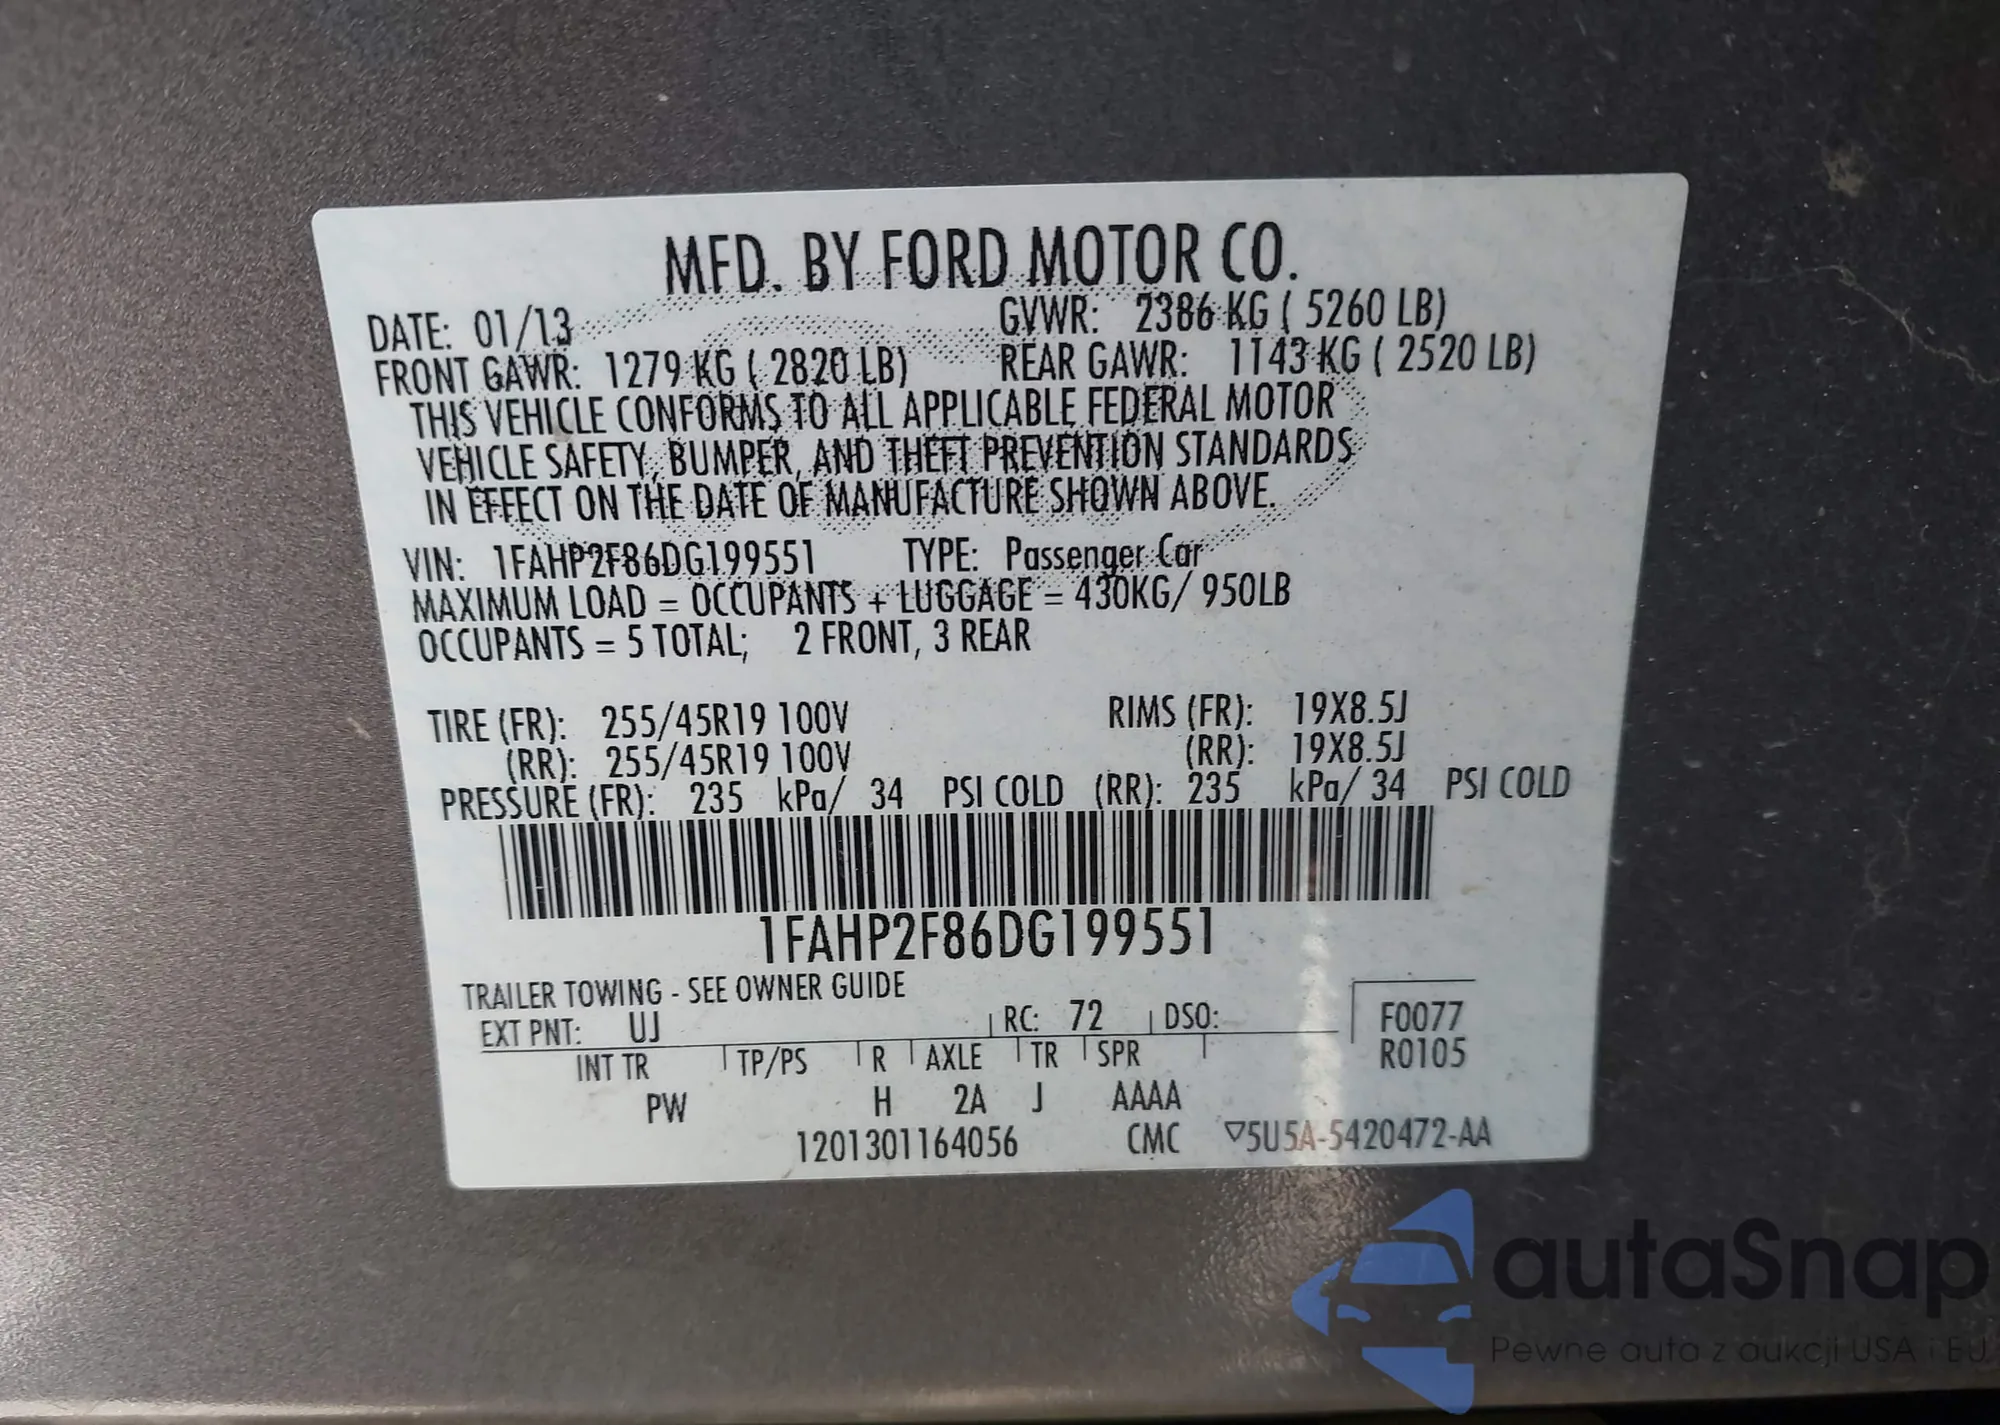 MFD. BY FORD MOTOR CO.
DATE: 01/13 GVWR: 2386 KG ( 5260 LB)
FRONT GAWR: 1279 KG ( 2820 LB) REAR GAWR: 1143 KG ( 2520 LB)
THIS VEHICLE CONFORMS TO ALL APPLICABLE FEDERAL MOTOR
VEHICLE SAFETY, BUMPER, AND THEFT PREVENTION STANDARDS
IN EFFECT ON THE DATE OF MANUFACTURE SHOWN ABOVE.
VIN: 1FAHP2F86DG199551 TYPE: Passenger Car
MAXIMUM LOAD = OCCUPANTS + LUGGAGE = 430KG/ 950LB
OCCUPANTS = 5 TOTAL; 2 FRONT, 3 REAR
TIRE (FR): 255/45R19 100V RIMS (FR): 19X8.5J
(RR): 255/45R19 100V (RR): 19X8.5J
PRESSURE (FR): 235 kPa/ 34 PSI COLD (RR): 235 kPa/ 34 PSI COLD
1FAHP2F86DG199551
TRAILER TOWING - SEE OWNER GUIDE
EXT PNT: UJ RC: 72 DSO: F0077
INT TR TP/PS R AXLE TR SPR R0105
PW H 2A J AAAA
1201301164056 CMC ▽5U5A-5420472-AA
autaSnap
Pewne auta z aukcji USA i EU